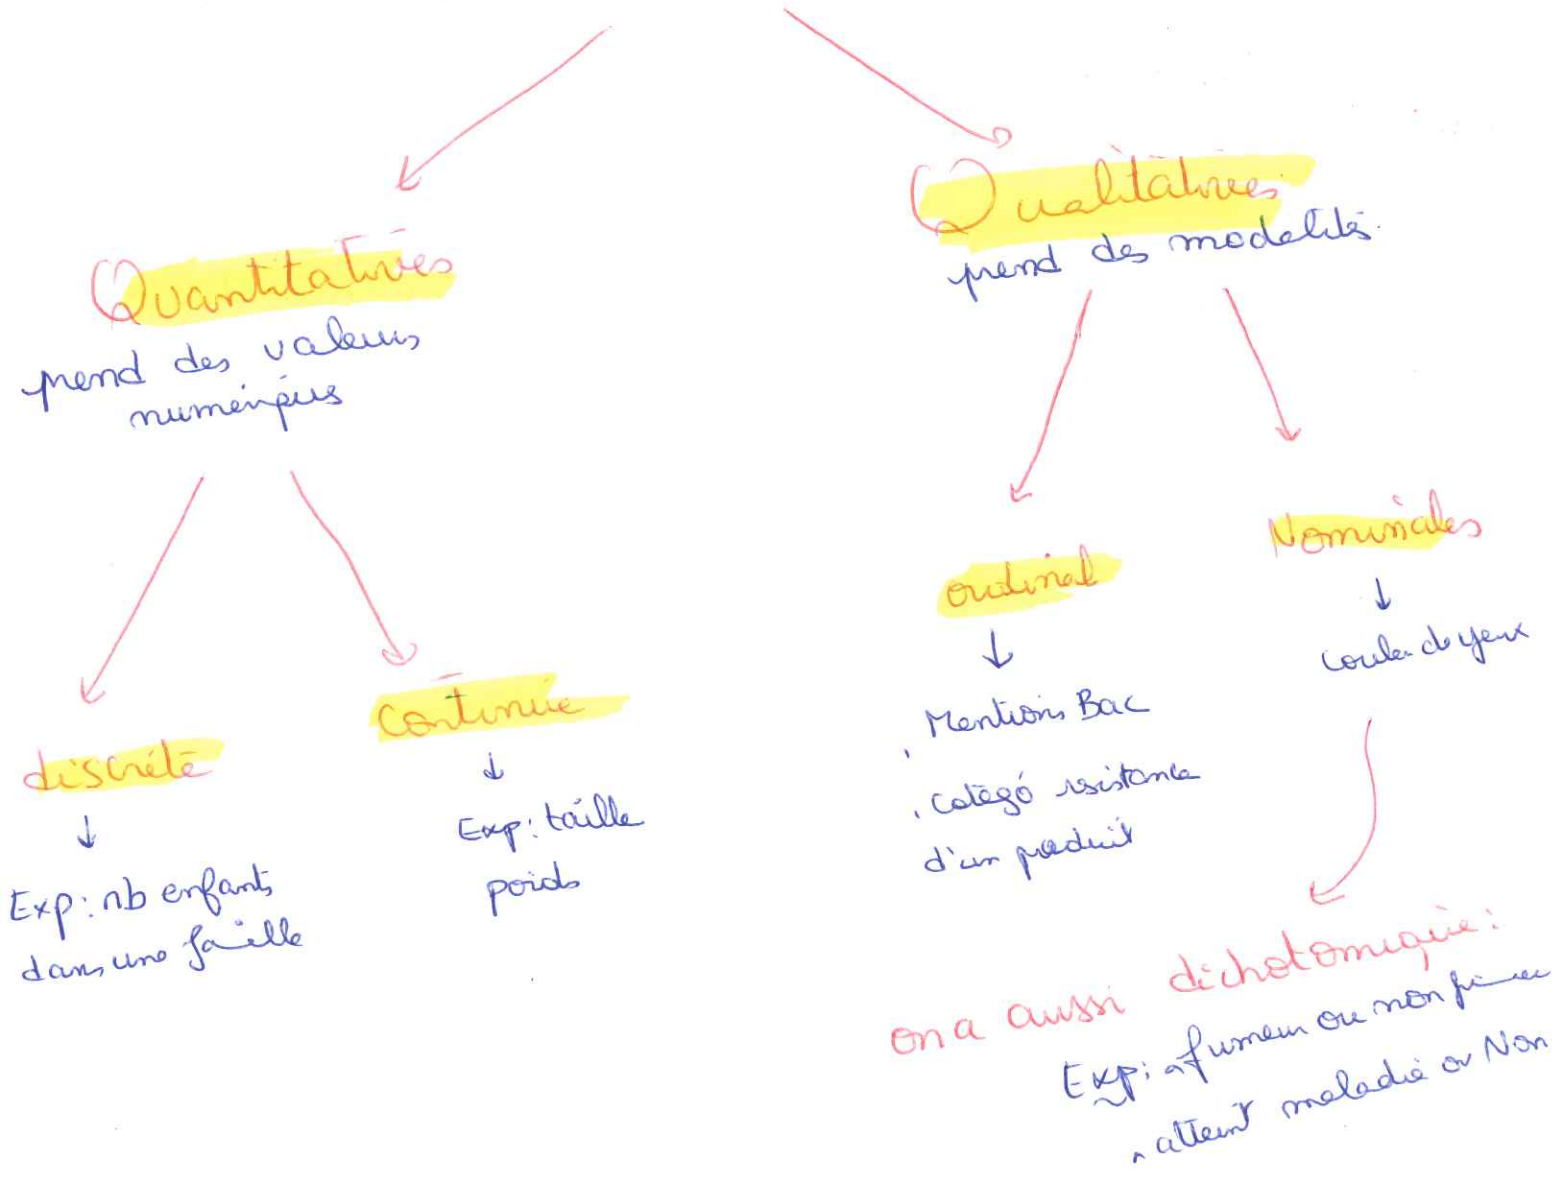 Quantitatives
prend des valeurs
numériques
discrète
↓
Exp: nb enfants
dans une faille
continue
↓
Exp: taille
poids
Qualitatives
prend des modalités
ordinal
↓
Mentions Bac
. Catégo resistance
d'un produit
Nominales
↓
Couleur de yeux
on a aussi dichotomique:
Exp: - fumeur ou non fumeur
- atteint maladie ou Non